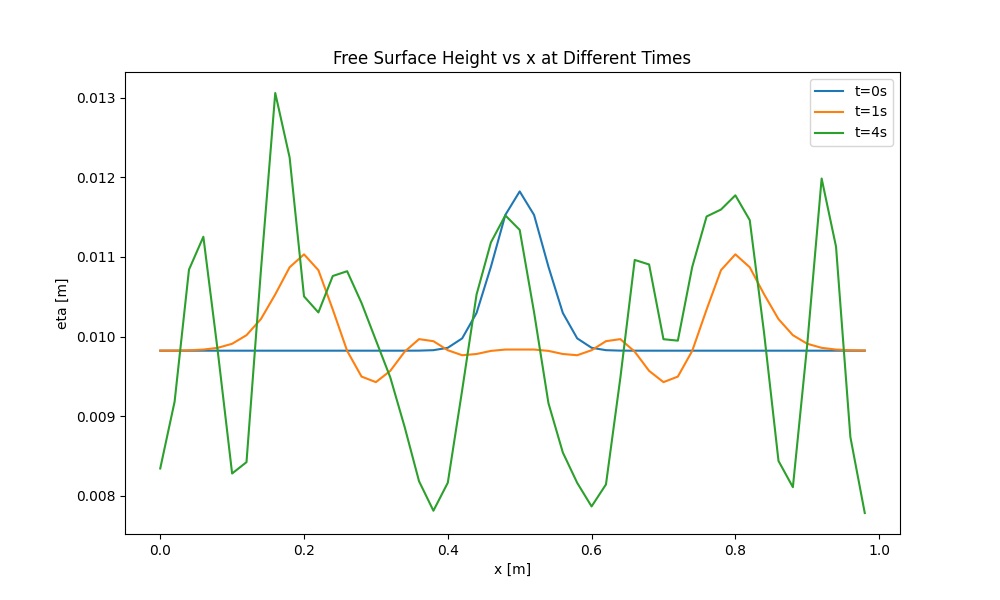 Free Surface Height vs x at Different Times
t=0s
t=1s
t=4s
0.013
0.012
0.011
0.010
0.009
0.008
eta [m]
0.0 0.2 0.4 0.6 0.8 1.0
x [m]